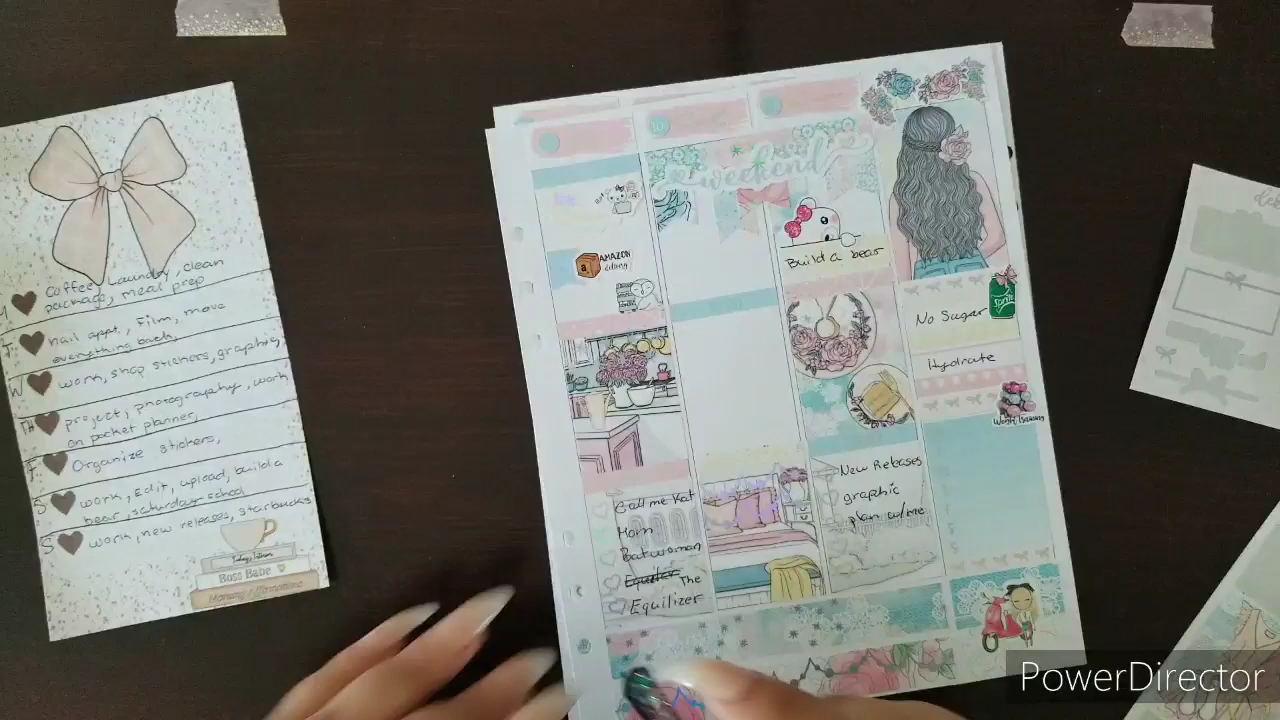 M coffee, Laundry, clean
package, meal prep
T nail appt., Film, move
everything back,
W work, shop stickers, graphing,
TH project, photography, work
on pocket planner,
F Organize stickers,
S work, Edit, upload, build a
bear, saturday school
S work, new releases, starbucks
Boss Babe
10
weekend
AMAZON
Build a bear
No Sugar
sprite
Hydrate
Call me Kat
Mom
Batwoman
Equilizer
The
New Releases
graphic
plan w/me
PowerDirector